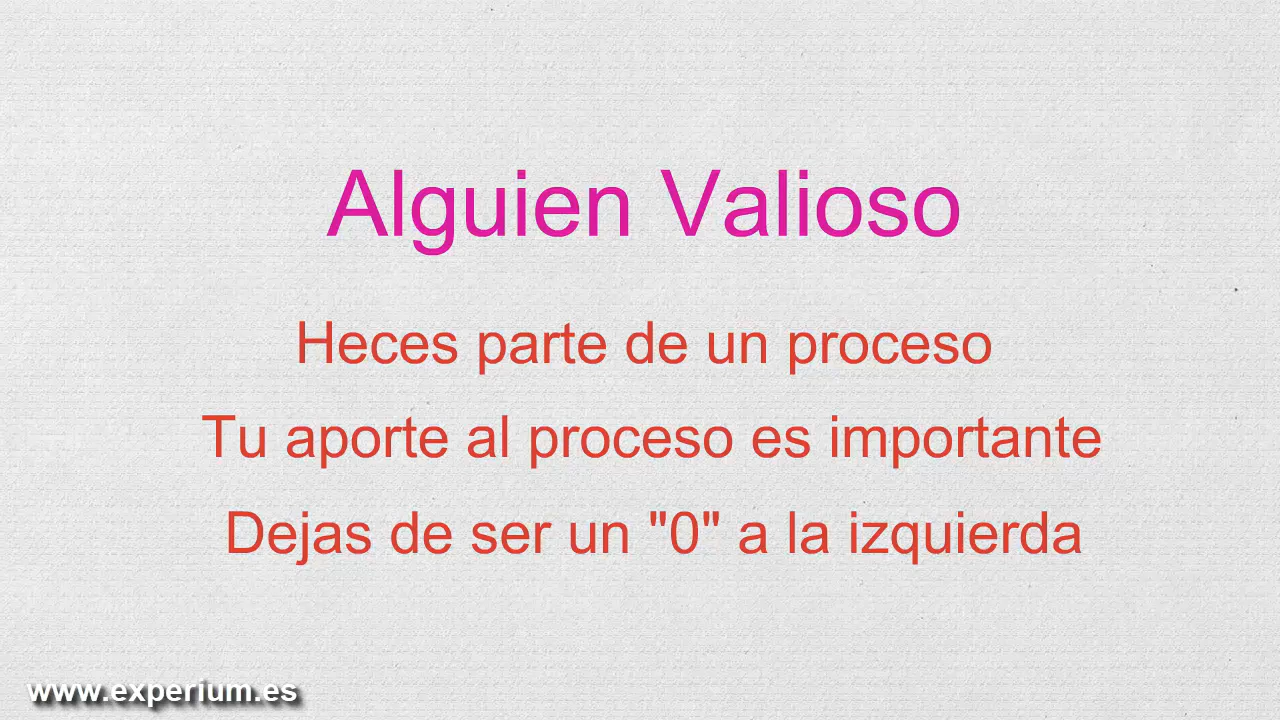 Alguien Valioso
Heces parte de un proceso
Tu aporte al proceso es importante
Dejas de ser un "0" a la izquierda
www.experium.es